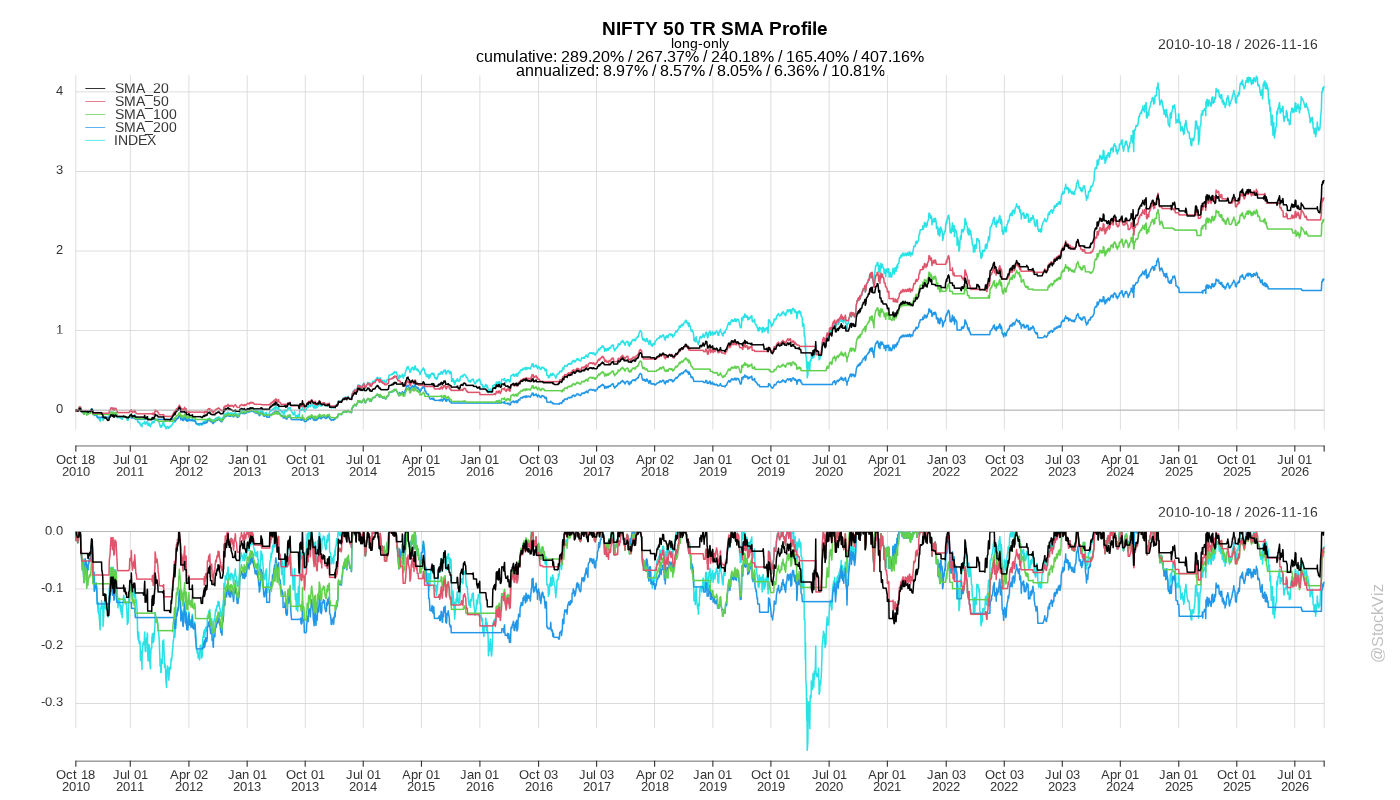 NIFTY 50 TR SMA Profile
long-only
2010-10-18 / 2026-11-16
cumulative: 289.20% / 267.37% / 240.18% / 165.40% / 407.16%
annualized: 8.97% / 8.57% / 8.05% / 6.36% / 10.81%
SMA_20
SMA_50
SMA_100
SMA_200
INDEX
4
3
2
1
0
Oct 18 Jul 01 Apr 02 Jan 01 Oct 01 Jul 01 Apr 01 Jan 01 Oct 03 Jul 03 Apr 02 Jan 01 Oct 01 Jul 01 Apr 01 Jan 03 Oct 03 Jul 03 Apr 01 Jan 01 Oct 01 Jul 01
2010 2011 2012 2013 2013 2014 2015 2016 2016 2017 2018 2019 2019 2020 2021 2022 2022 2023 2024 2025 2025 2026
2010-10-18 / 2026-11-16
0.0
-0.1
-0.2
-0.3
Oct 18 Jul 01 Apr 02 Jan 01 Oct 01 Jul 01 Apr 01 Jan 01 Oct 03 Jul 03 Apr 02 Jan 01 Oct 01 Jul 01 Apr 01 Jan 03 Oct 03 Jul 03 Apr 01 Jan 01 Oct 01 Jul 01
2010 2011 2012 2013 2013 2014 2015 2016 2016 2017 2018 2019 2019 2020 2021 2022 2022 2023 2024 2025 2025 2026
@StockViz